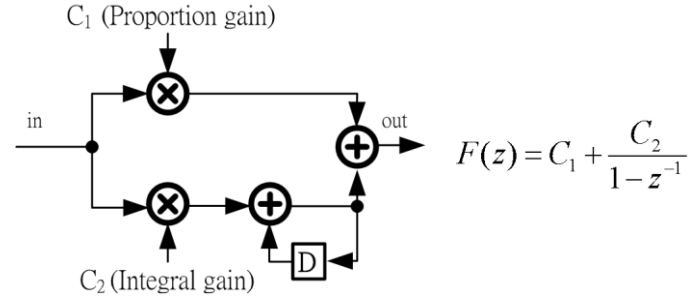 C₁ (Proportion gain)
in
out
F(z) = C₁ + C₂ / (1 − z⁻¹)
D
C₂ (Integral gain)